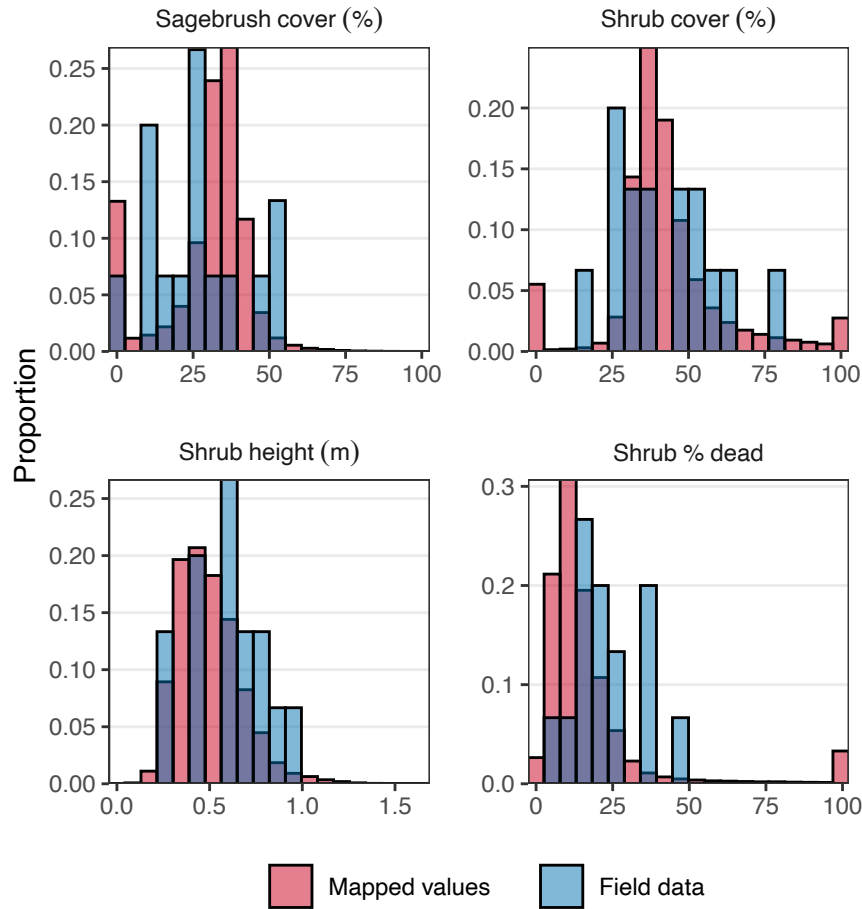 Sagebrush cover (%)
Shrub cover (%)
0.25
0.20
0.15
0.10
0.05
0.00
0 25 50 75 100
0.20
0.15
0.10
0.05
0.00
0 25 50 75 100
Proportion
Shrub height (m)
Shrub % dead
0.25
0.20
0.15
0.10
0.05
0.00
0.0 0.5 1.0 1.5
0.3
0.2
0.1
0.0
0 25 50 75 100
Mapped values
Field data